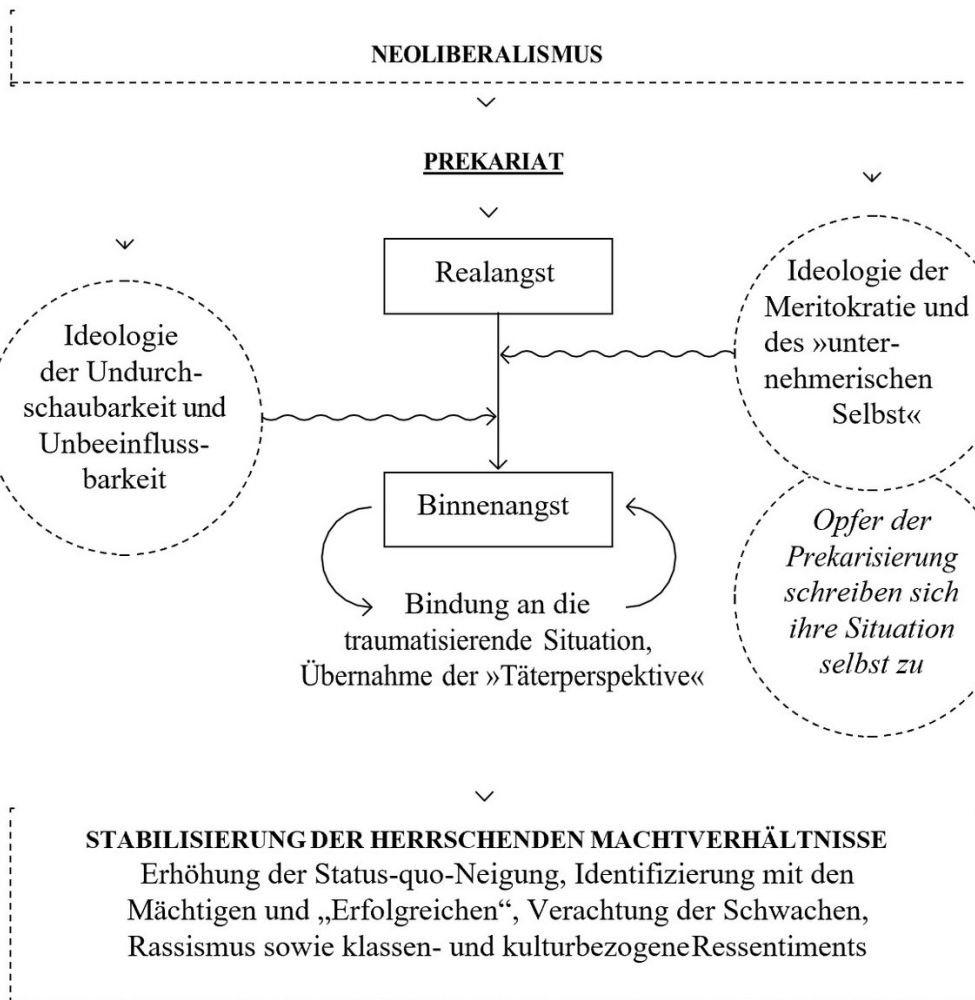 NEOLIBERALISMUS
PREKARIAT
Realangst
Ideologie der
Meritokratie und
des »unter-
nehmerischen
Selbst«
Ideologie
der Undurch-
schaubarkeit und
Unbeeinfluss-
barkeit
Binnenangst
Opfer der
Prekarisierung
schreiben sich
ihre Situation
selbst zu
Bindung an die
traumatisierende Situation,
Übernahme der »Täterperspektive«
STABILISIERUNG DER HERRSCHENDEN MACHTVERHÄLTNISSE
Erhöhung der Status-quo-Neigung, Identifizierung mit den
Mächtigen und „Erfolgreichen“, Verachtung der Schwachen,
Rassismus sowie klassen- und kulturbezogene Ressentiments